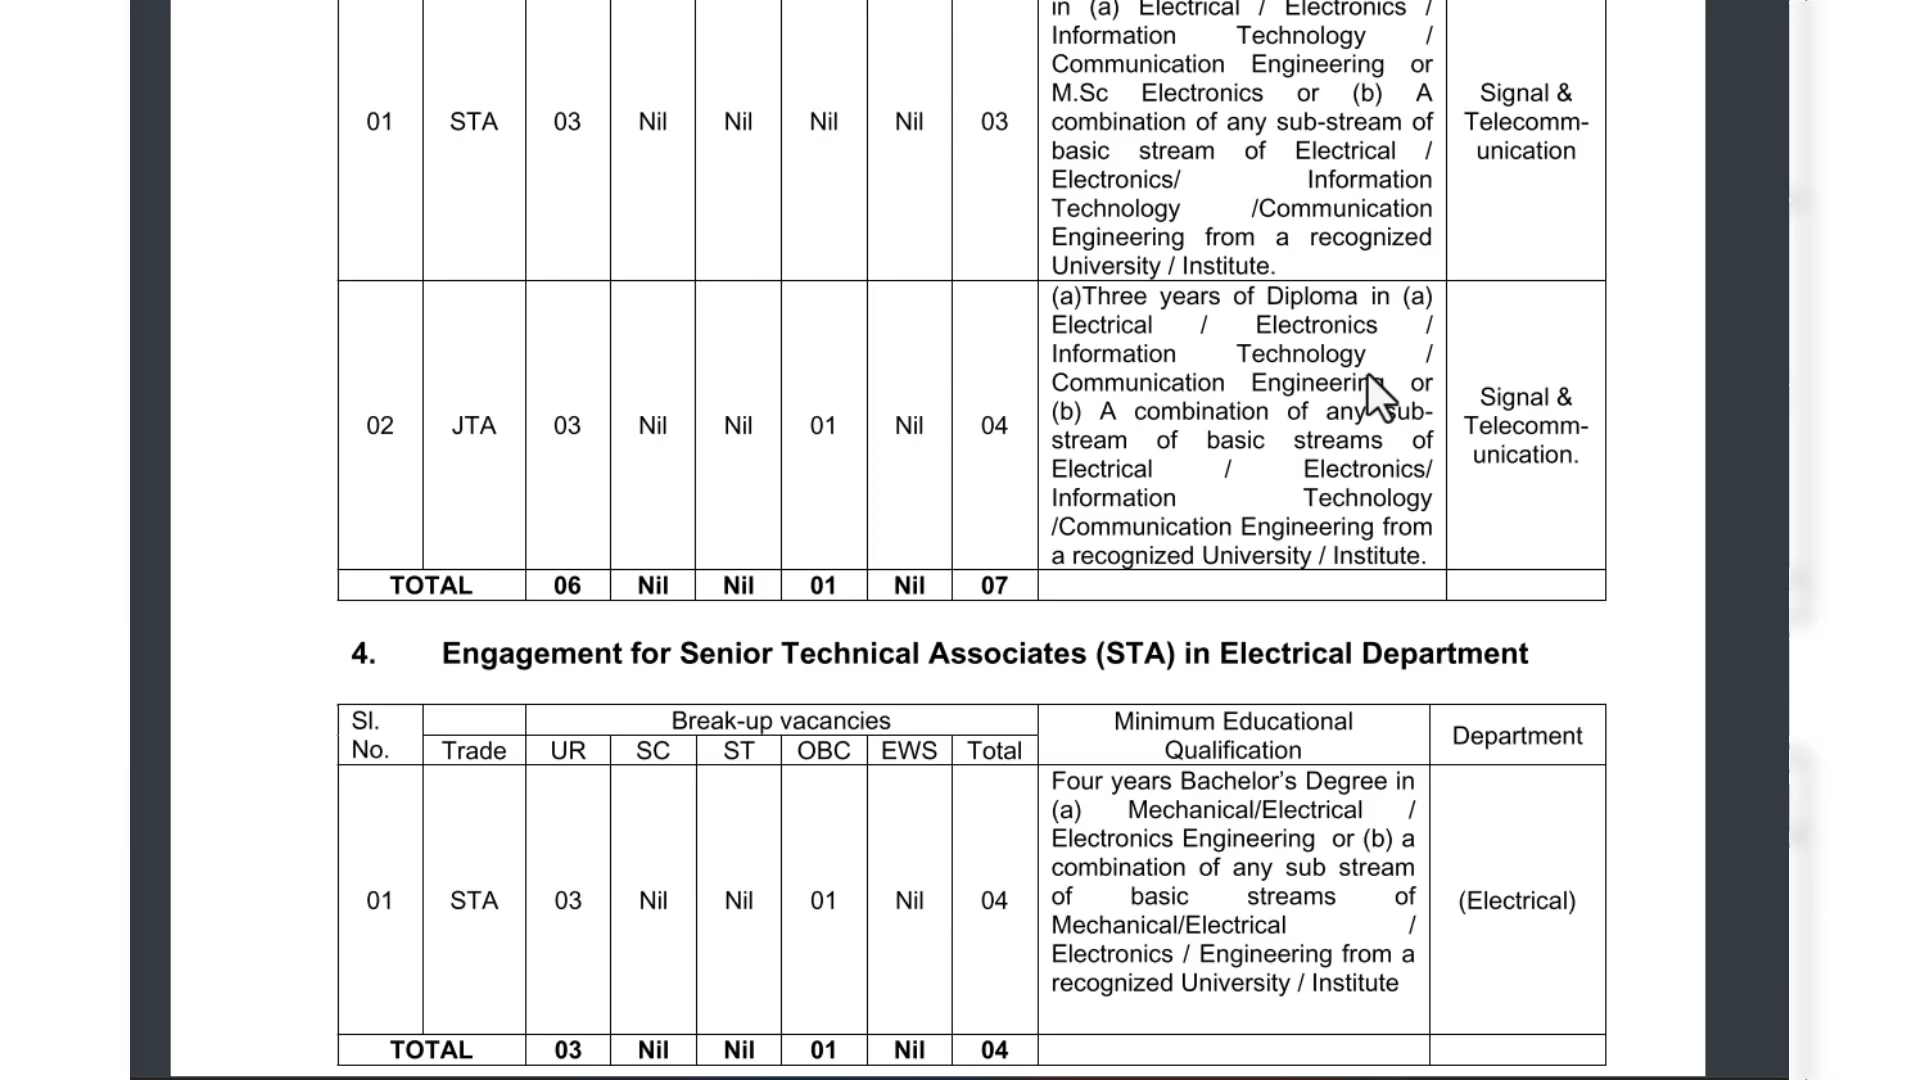 in (a) Electrical / Electronics /
Information Technology /
Communication Engineering or
M.Sc Electronics or (b) A
combination of any sub-stream of
basic stream of Electrical /
Electronics/ Information
Technology /Communication
Engineering from a recognized
University / Institute.
01 STA 03 Nil Nil Nil Nil 03
Signal &
Telecomm-
unication
(a)Three years of Diploma in (a)
Electrical / Electronics /
Information Technology /
Communication Engineering or
(b) A combination of any sub-
stream of basic streams of
Electrical / Electronics/
Information Technology
/Communication Engineering from
a recognized University / Institute.
02 JTA 03 Nil Nil 01 Nil 04
Signal &
Telecomm-
unication.
TOTAL 06 Nil Nil 01 Nil 07
4. Engagement for Senior Technical Associates (STA) in Electrical Department
Sl.
No.
Trade
Break-up vacancies
UR SC ST OBC EWS Total
Minimum Educational
Qualification
Department
01 STA 03 Nil Nil 01 Nil 04
Four years Bachelor’s Degree in
(a) Mechanical/Electrical /
Electronics Engineering or (b) a
combination of any sub stream
of basic streams of
Mechanical/Electrical /
Electronics / Engineering from a
recognized University / Institute
(Electrical)
TOTAL 03 Nil Nil 01 Nil 04